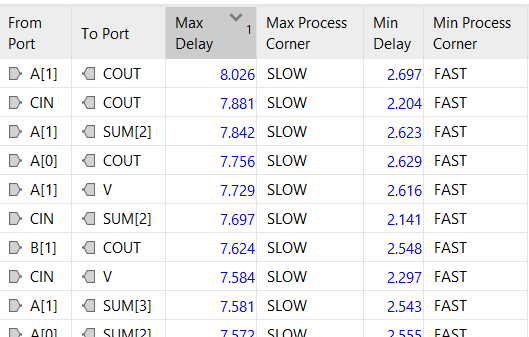 From Port To Port Max Delay 1 Max Process Corner Min Delay Min Process Corner
A[1] COUT 8.026 SLOW 2.697 FAST
CIN COUT 7.881 SLOW 2.204 FAST
A[1] SUM[2] 7.842 SLOW 2.623 FAST
A[0] COUT 7.756 SLOW 2.629 FAST
A[1] V 7.729 SLOW 2.616 FAST
CIN SUM[2] 7.697 SLOW 2.141 FAST
B[1] COUT 7.624 SLOW 2.548 FAST
CIN V 7.584 SLOW 2.297 FAST
A[1] SUM[3] 7.581 SLOW 2.543 FAST
A[0] SUM[2] 7.572 SLOW 2.555 FAST